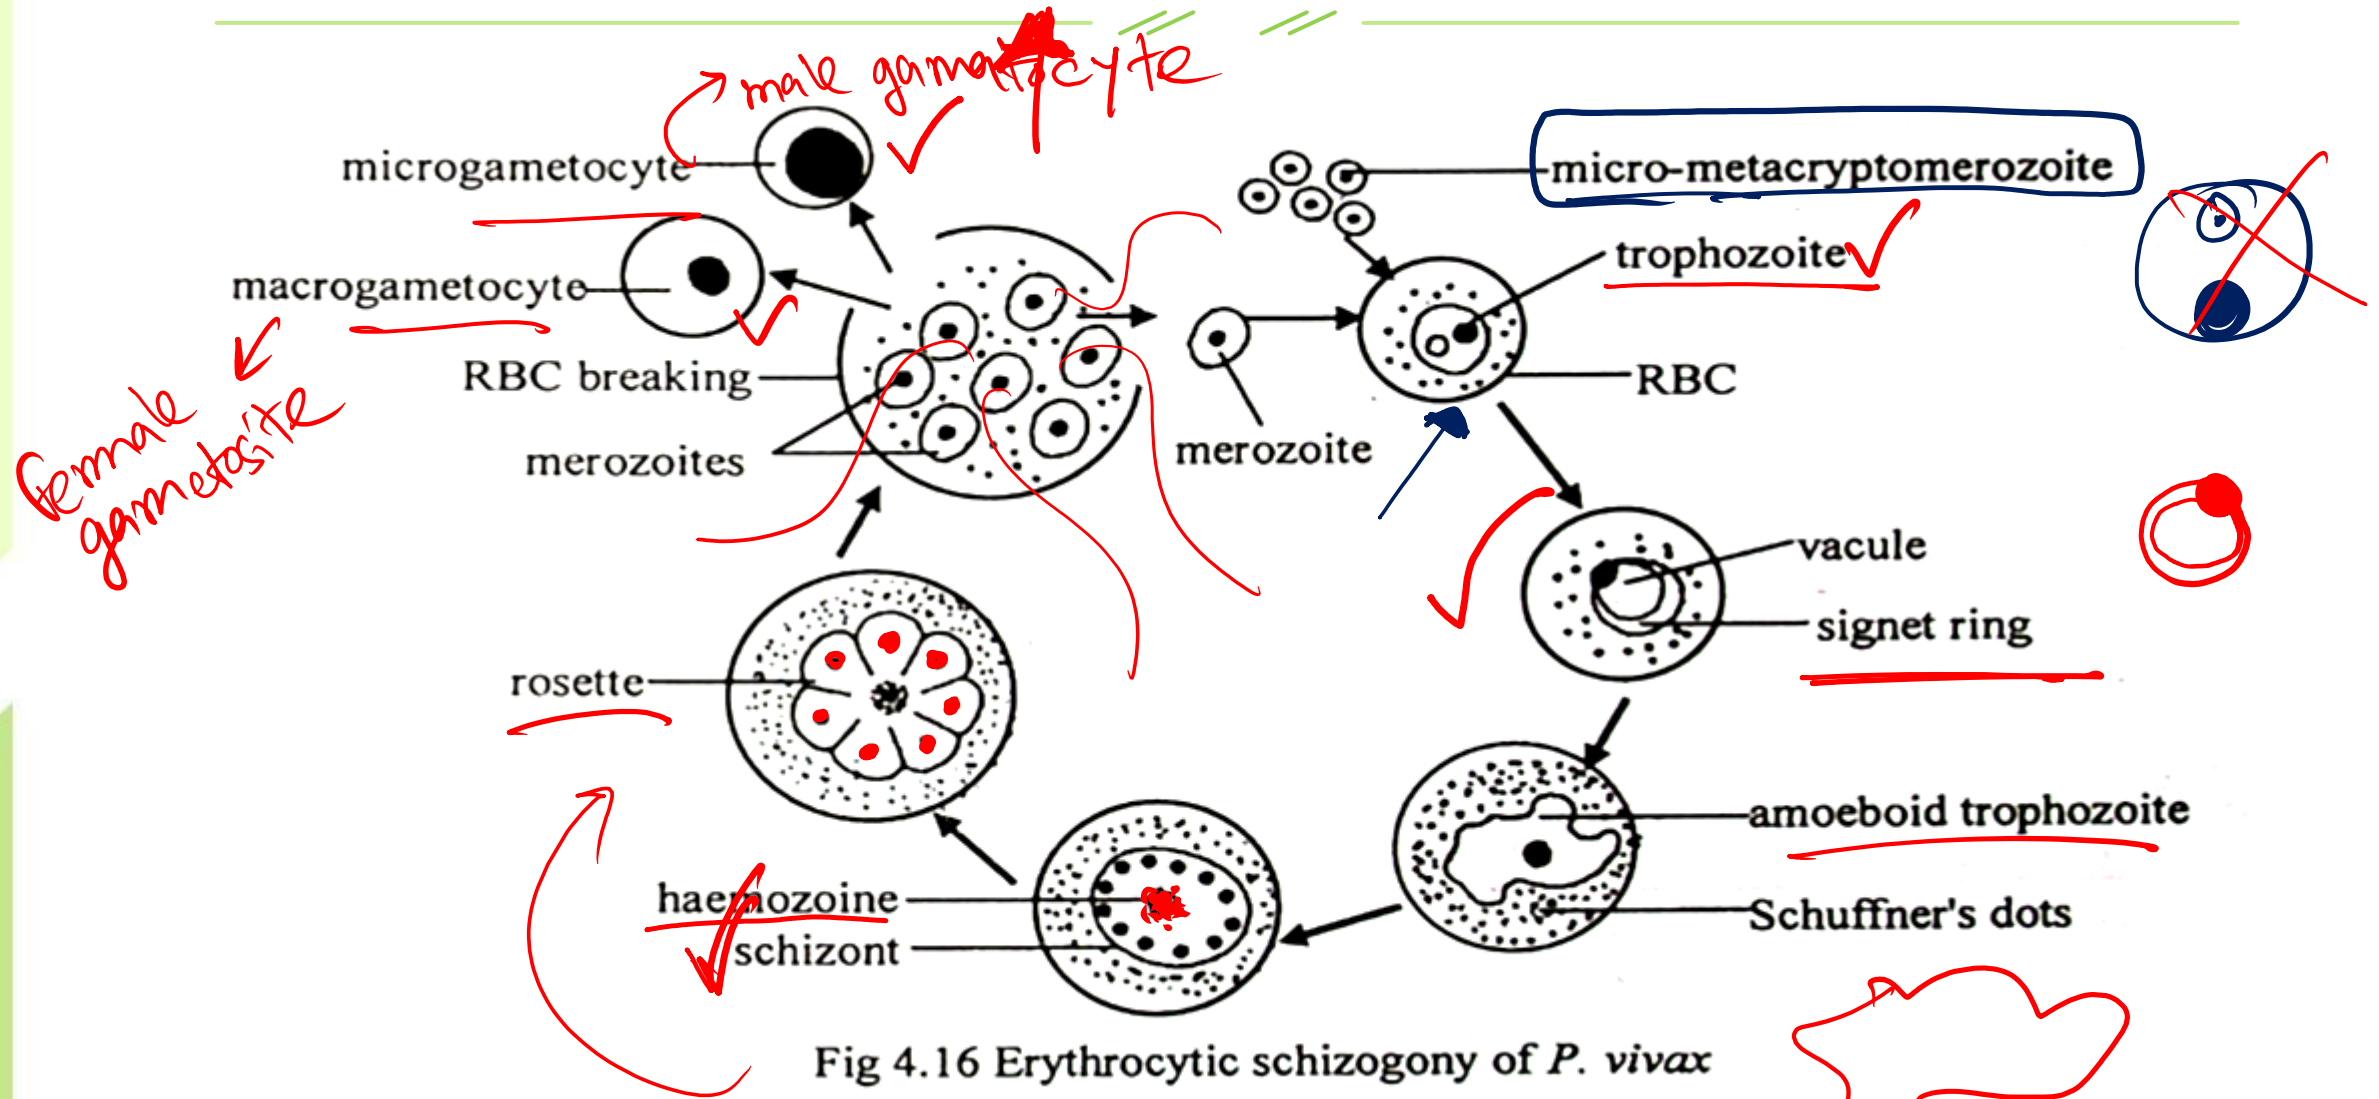 male gametocyte
microgametocyte
micro-metacryptomerozoite
trophozoite
macrogametocyte
RBC breaking
RBC
female
gametosite
merozoites
merozoite
vacule
signet ring
rosette
amoeboid trophozoite
haemozoine
Schuffner's dots
schizont
Fig 4.16 Erythrocytic schizogony of P. vivax